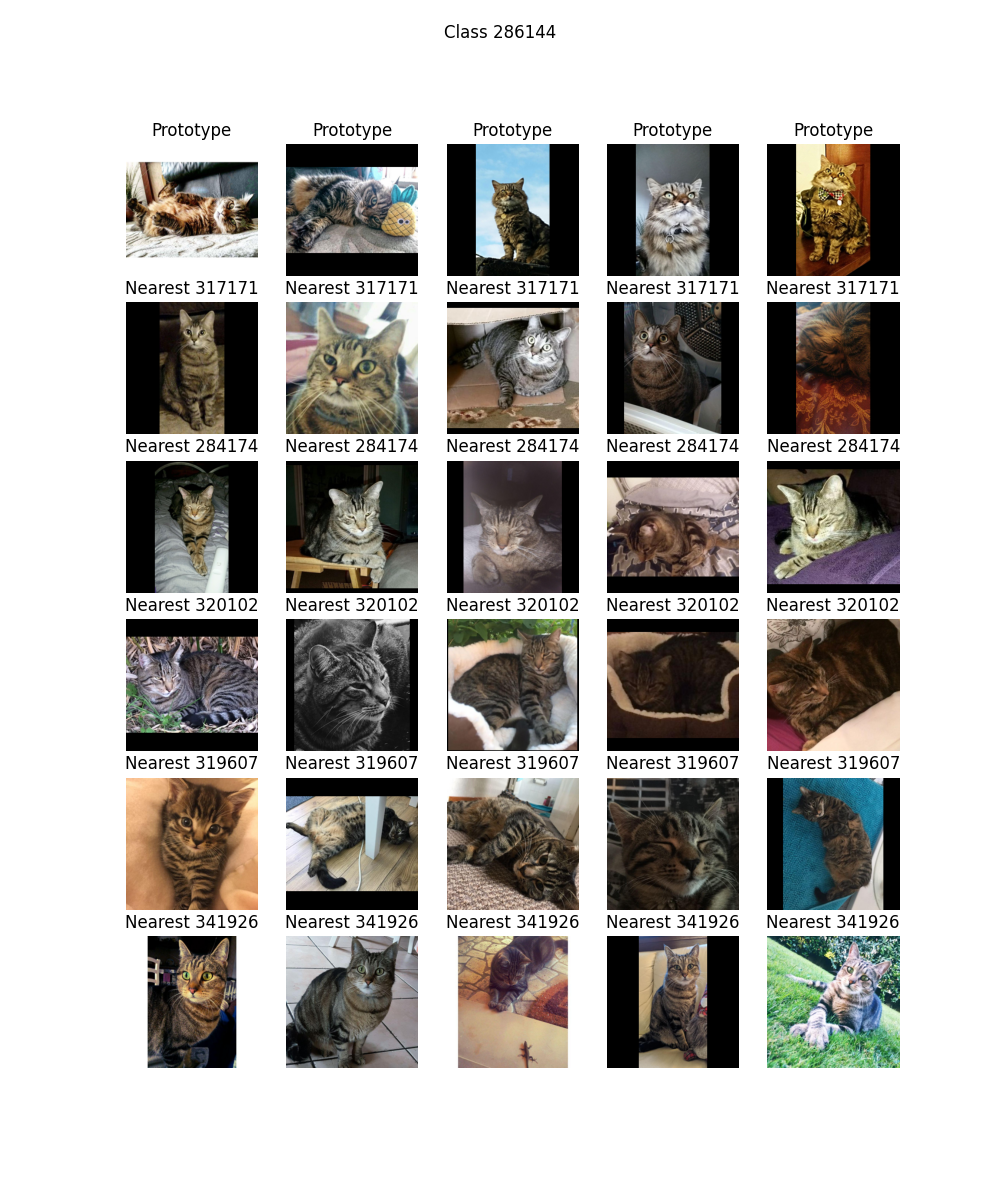 Class 286144
Prototype Prototype Prototype Prototype Prototype
Nearest 317171 Nearest 317171 Nearest 317171 Nearest 317171 Nearest 317171
Nearest 284174 Nearest 284174 Nearest 284174 Nearest 284174 Nearest 284174
Nearest 320102 Nearest 320102 Nearest 320102 Nearest 320102 Nearest 320102
Nearest 319607 Nearest 319607 Nearest 319607 Nearest 319607 Nearest 319607
Nearest 341926 Nearest 341926 Nearest 341926 Nearest 341926 Nearest 341926